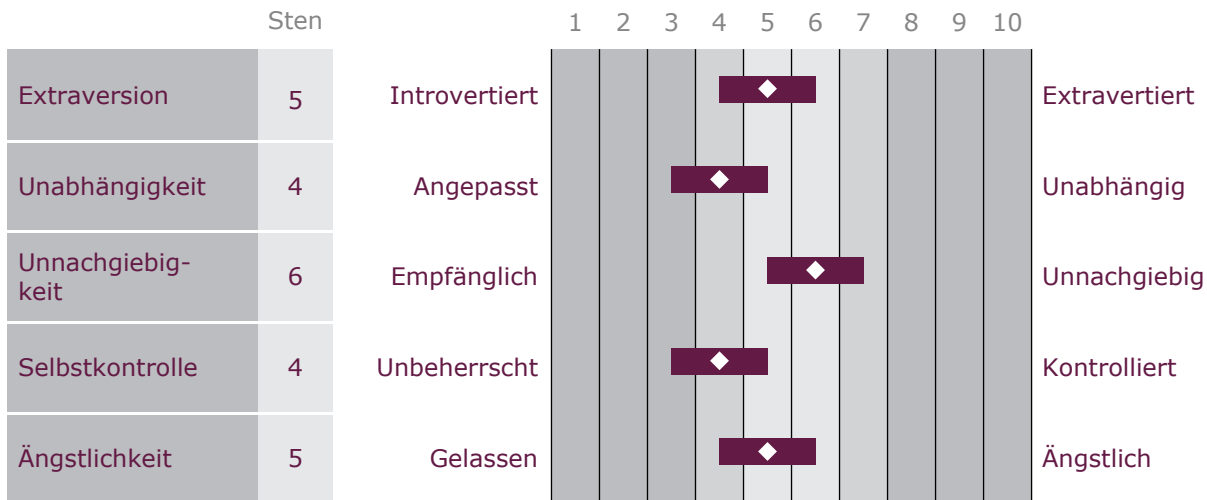 Sten 1 2 3 4 5 6 7 8 9 10
Extraversion 5 Introvertiert Extravertiert
Unabhängigkeit 4 Angepasst Unabhängig
Unnachgiebig-
keit 6 Empfänglich Unnachgiebig
Selbstkontrolle 4 Unbeherrscht Kontrolliert
Ängstlichkeit 5 Gelassen Ängstlich